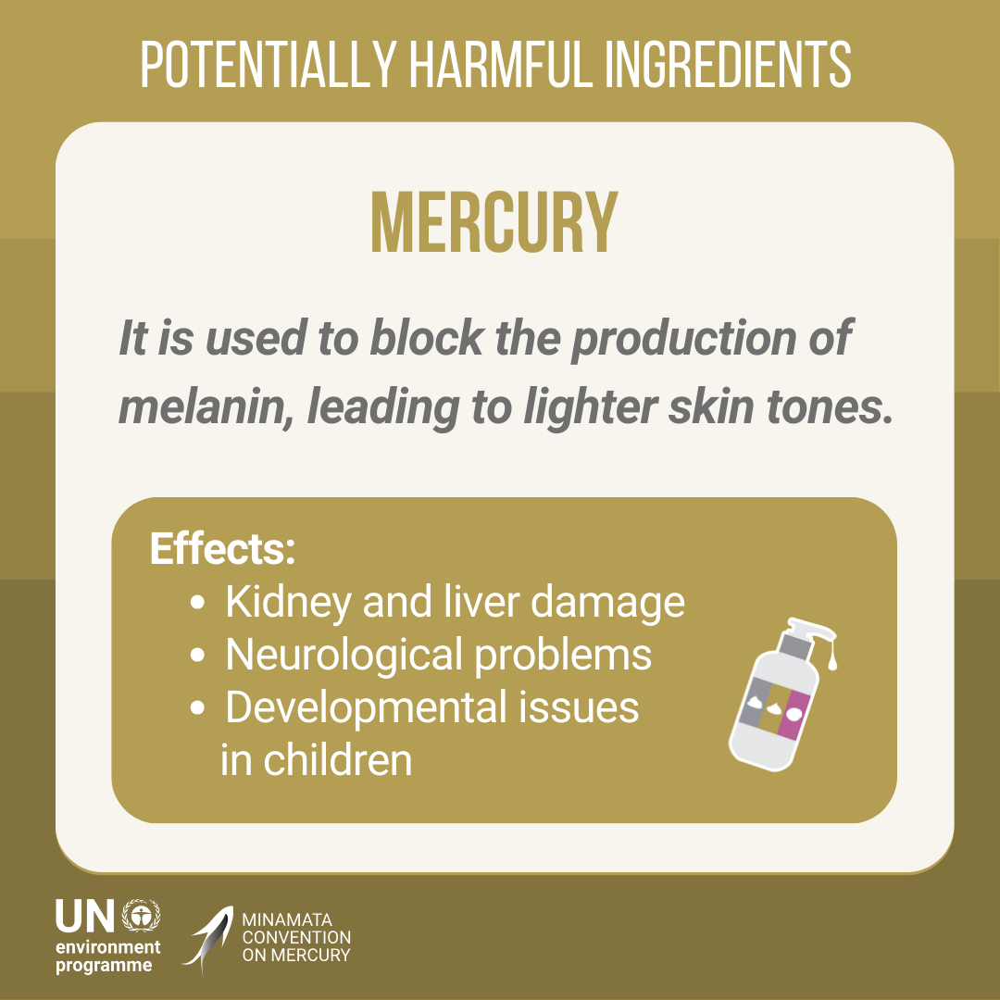 POTENTIALLY HARMFUL INGREDIENTS
MERCURY
It is used to block the production of
melanin, leading to lighter skin tones.
Effects:
• Kidney and liver damage
• Neurological problems
• Developmental issues
in children
UN
environment
programme
MINAMATA
CONVENTION
ON MERCURY